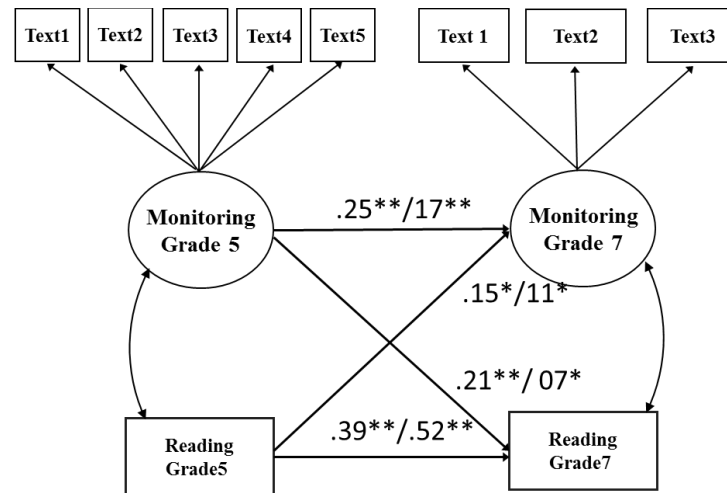 Text1
Text2
Text3
Text4
Text5
Text 1
Text2
Text3
Monitoring
Grade 5
.25**/17**
Monitoring
Grade 7
.15*/11*
.21**/ 07*
Reading
Grade5
.39**/.52**
Reading
Grade7